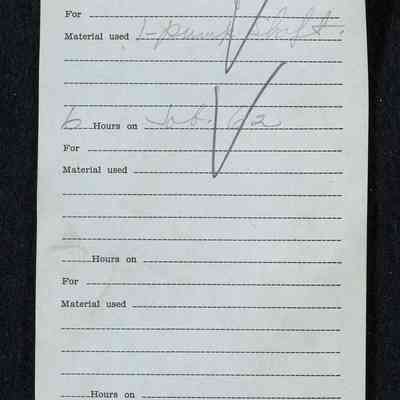 For
Material used 1-pump shaft.
6 Hours on no. 62
For
Material used
Hours on
For
Material used
Hours on